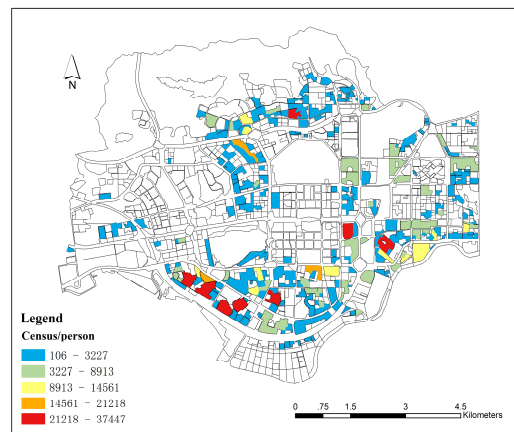 N
Legend
Census/person
106 - 3227
3227 - 8913
8913 - 14561
14561 - 21218
21218 - 37447
0 .75 1.5 3 4.5
Kilometers